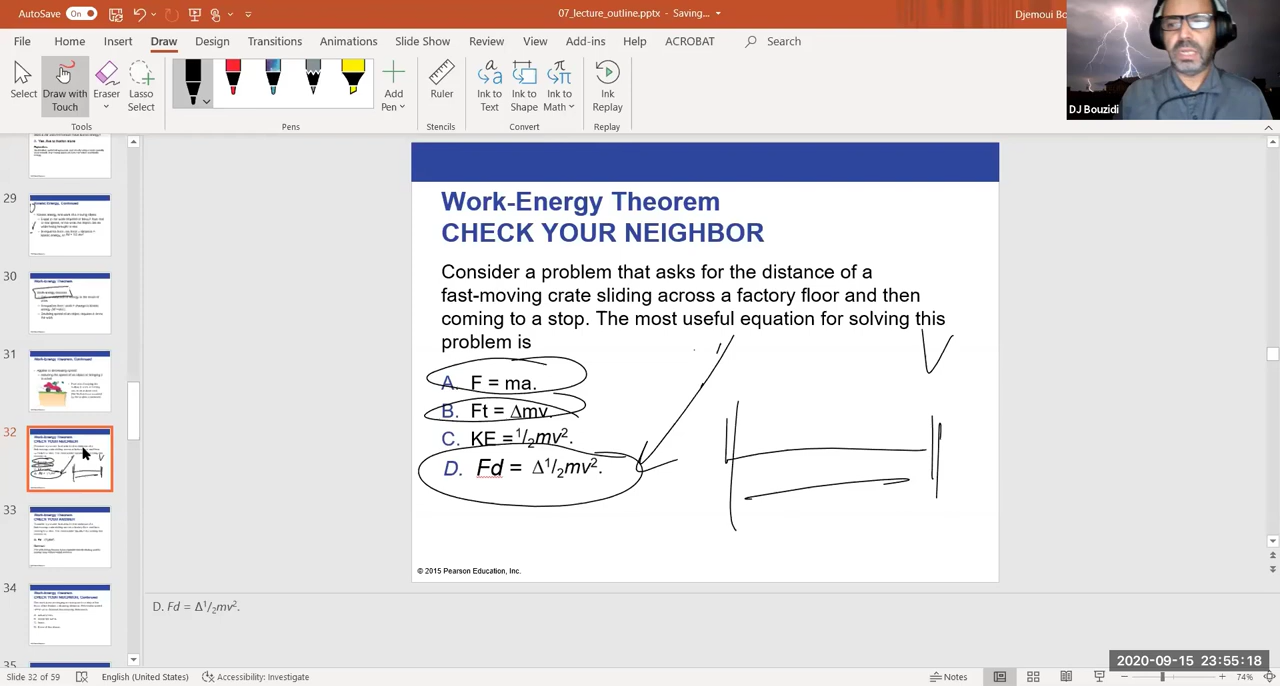 AutoSave On
07_lecture_outline.pptx - Saving...
Djemoui Bo
File Home Insert Draw Design Transitions Animations Slide Show Review View Add-ins Help ACROBAT Search
DJ Bouzidi
Select
Draw with Touch
Eraser
Lasso Select
Add Pen
Ruler
Ink to Text
Ink to Shape
Ink to Math
Ink Replay
Tools Pens Stencils Convert Replay
29
30
31
32
33
34
35
Work-Energy Theorem
CHECK YOUR NEIGHBOR
Consider a problem that asks for the distance of a
fast-moving crate sliding across a factory floor and then
coming to a stop. The most useful equation for solving this
problem is
A. F = ma.
B. Ft = Δmv.
C. KE = 1/2mv².
D. Fd = Δ1/2mv².
© 2015 Pearson Education, Inc.
D. Fd = Δ1/2mv².
2020-09-15 23:55:18
Slide 32 of 59 English (United States) Accessibility: Investigate Notes 74%